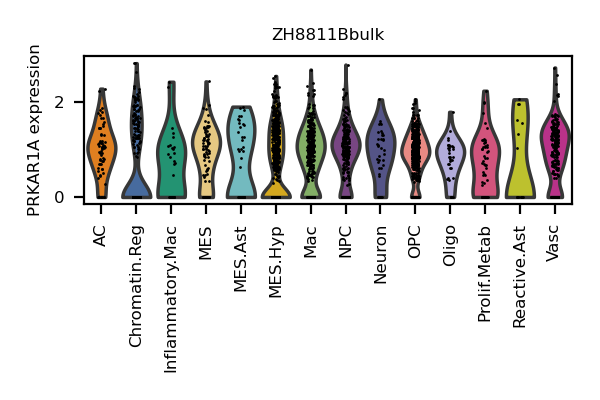 ZH8811Bbulk
PRKAR1A expression
2
0
AC
Chromatin.Reg
Inflammatory.Mac
MES
MES.Ast
MES.Hyp
Mac
NPC
Neuron
OPC
Oligo
Prolif.Metab
Reactive.Ast
Vasc